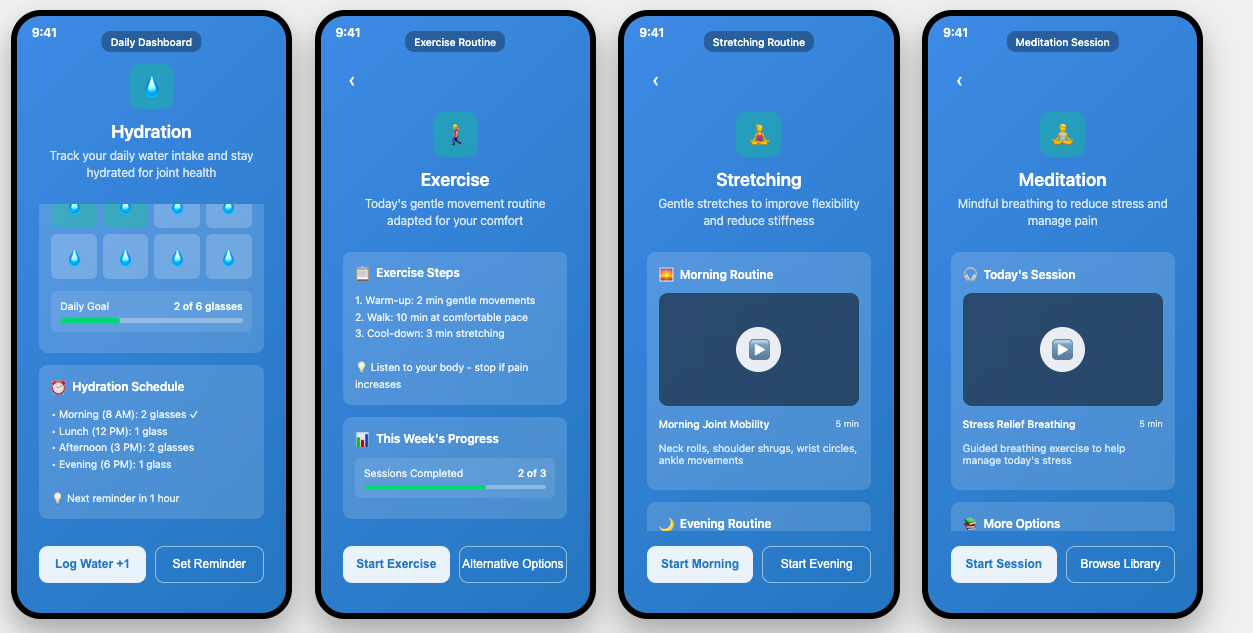 9:41
Daily Dashboard
Hydration
Track your daily water intake and stay
hydrated for joint health
Daily Goal
2 of 6 glasses
Hydration Schedule
• Morning (8 AM): 2 glasses ✓
• Lunch (12 PM): 1 glass
• Afternoon (3 PM): 2 glasses
• Evening (6 PM): 1 glass
Next reminder in 1 hour
Log Water +1
Set Reminder
9:41
Exercise Routine
‹
Exercise
Today's gentle movement routine
adapted for your comfort
Exercise Steps
1. Warm-up: 2 min gentle movements
2. Walk: 10 min at comfortable pace
3. Cool-down: 3 min stretching
Listen to your body - stop if pain
increases
This Week's Progress
Sessions Completed
2 of 3
Start Exercise
Alternative Options
9:41
Stretching Routine
‹
Stretching
Gentle stretches to improve flexibility
and reduce stiffness
Morning Routine
Morning Joint Mobility
5 min
Neck rolls, shoulder shrugs, wrist circles,
ankle movements
Evening Routine
Start Morning
Start Evening
9:41
Meditation Session
‹
Meditation
Mindful breathing to reduce stress and
manage pain
Today's Session
Stress Relief Breathing
5 min
Guided breathing exercise to help
manage today's stress
More Options
Start Session
Browse Library